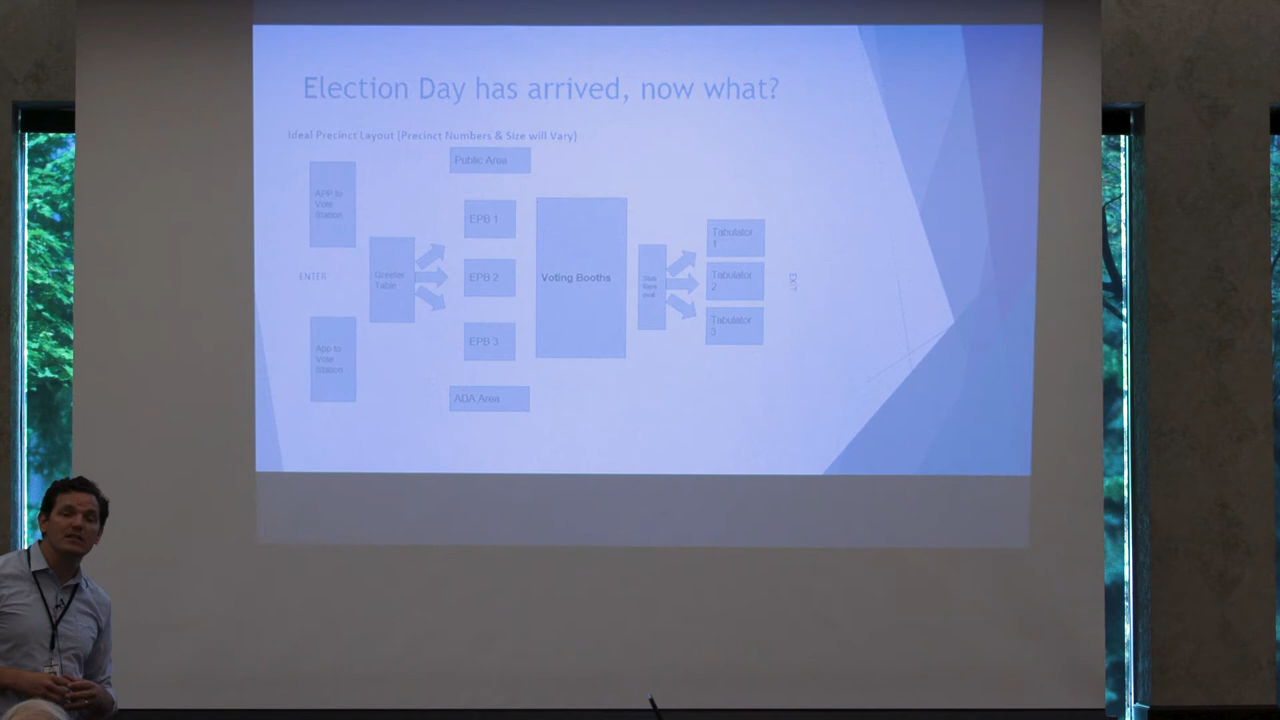 Election Day has arrived, now what?
Ideal Precinct Layout (Precinct Numbers & Size will Vary)
Public Area
APP to
Vote
Station
EPB 1
Tabulator
1
ENTER
Greeter
Table
EPB 2
Voting Booths
Tabulator
2
EXIT
App to
Vote
Station
EPB 3
Tabulator
3
ADA Area